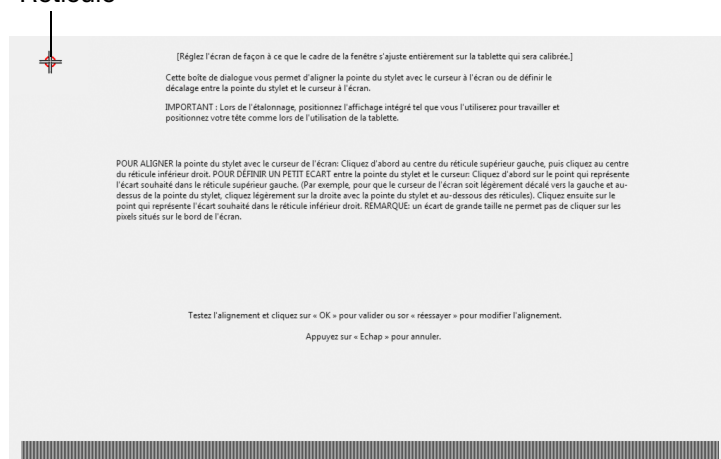 Réticule
[Réglez l'écran de façon à ce que le cadre de la fenêtre s'ajuste entièrement sur la tablette qui sera calibrée.]
Cette boîte de dialogue vous permet d'aligner la pointe du stylet avec le curseur à l'écran ou de définir le
décalage entre la pointe du stylet et le curseur à l'écran.
IMPORTANT : Lors de l'étalonnage, positionnez l'affichage intégré tel que vous l'utiliserez pour travailler et
positionnez votre tête comme lors de l'utilisation de la tablette.
POUR ALIGNER la pointe du stylet avec le curseur de l'écran: Cliquez d'abord au centre du réticule supérieur gauche, puis cliquez au centre
du réticule inférieur droit. POUR DÉFINIR UN PETIT ECART entre la pointe du stylet et le curseur: Cliquez d'abord sur le point qui représente
l'écart souhaité dans le réticule supérieur gauche. (Par exemple, pour que le curseur de l'écran soit légèrement décalé vers la gauche et au-
dessus de la pointe du stylet, cliquez légèrement sur la droite avec la pointe du stylet et au-dessous des réticules). Cliquez ensuite sur le
point qui représente l'écart souhaité dans le réticule inférieur droit. REMARQUE: un écart de grande taille ne permet pas de cliquer sur les
pixels situés sur le bord de l'écran.
Testez l'alignement et cliquez sur « OK » pour valider ou sor « réessayer » pour modifier l'alignement.
Appuyez sur « Echap » pour annuler.